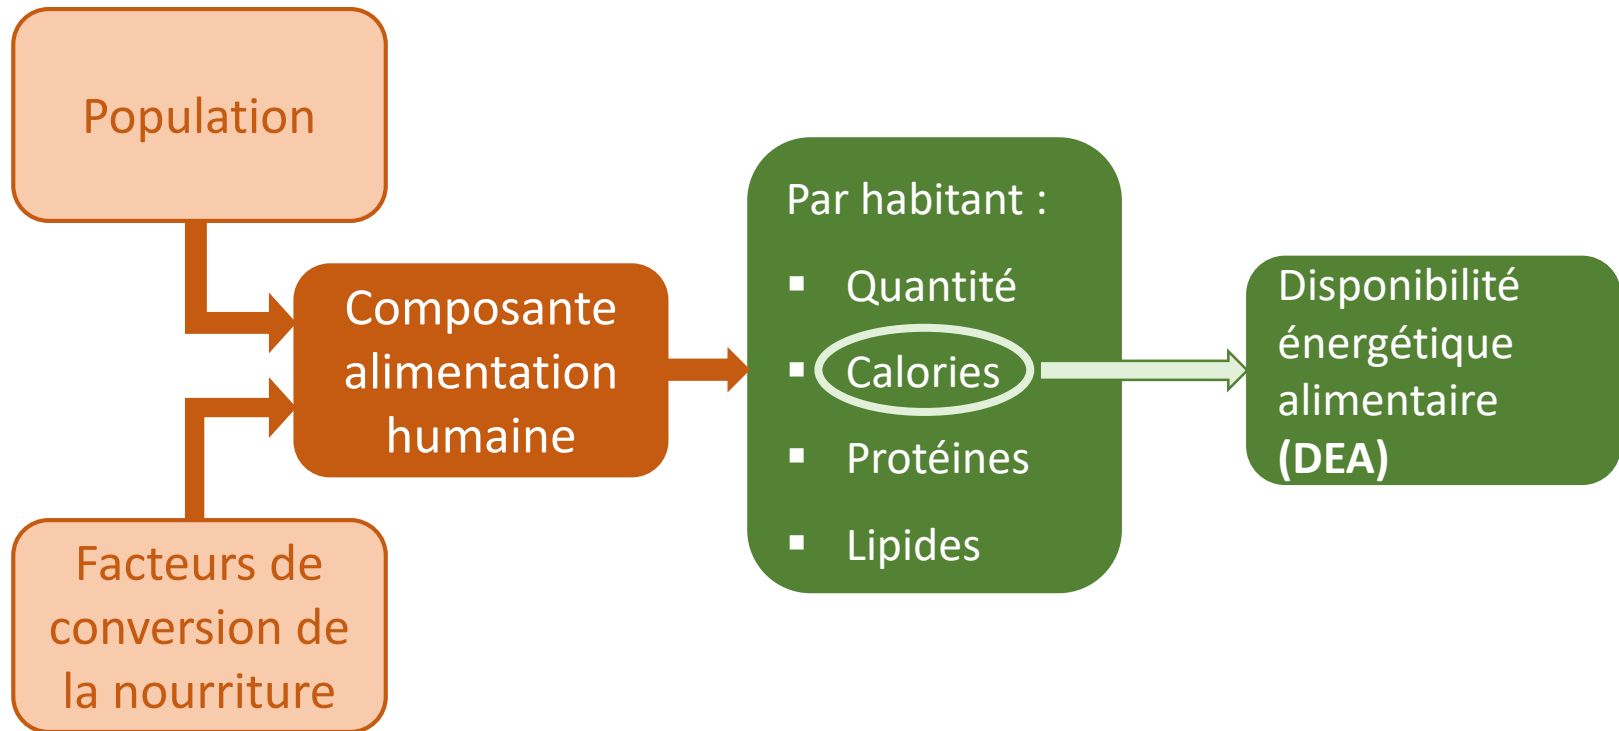 Population
Facteurs de
conversion de
la nourriture
Composante
alimentation
humaine
Par habitant :
▪ Quantité
▪ Calories
▪ Protéines
▪ Lipides
Disponibilité
énergétique
alimentaire
(DEA)